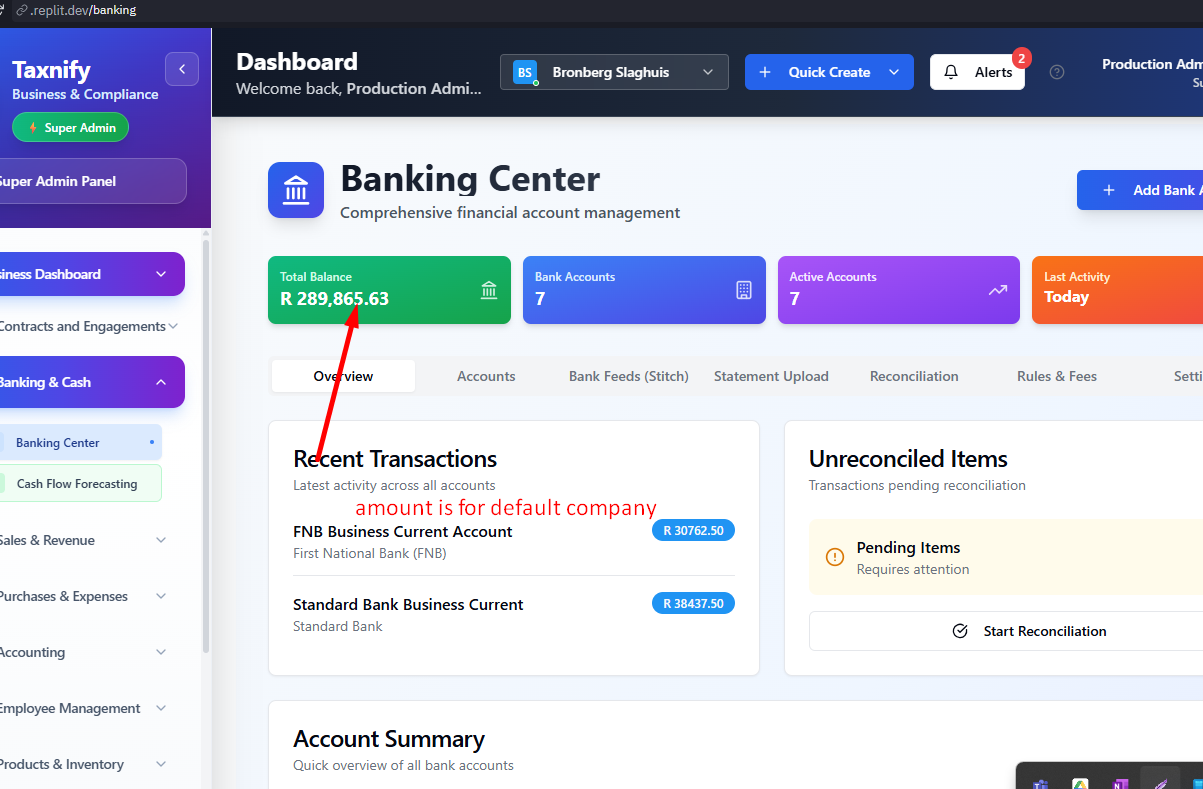 .replit.dev/banking
Taxnify
Business & Compliance
Super Admin
Super Admin Panel
siness Dashboard
Contracts and Engagements
Banking & Cash
Banking Center
Cash Flow Forecasting
Sales & Revenue
Purchases & Expenses
Accounting
Employee Management
Products & Inventory
Dashboard
Welcome back, Production Admi...
BS Bronberg Slaghuis
Quick Create
Alerts
2
Production Adm
Su
Banking Center
Comprehensive financial account management
Add Bank A
Total Balance
R 289,865.63
Bank Accounts
7
Active Accounts
7
Last Activity
Today
Overview
Accounts
Bank Feeds (Stitch)
Statement Upload
Reconciliation
Rules & Fees
Setti
Recent Transactions
Latest activity across all accounts
amount is for default company
FNB Business Current Account
R 30762.50
First National Bank (FNB)
Standard Bank Business Current
R 38437.50
Standard Bank
Unreconciled Items
Transactions pending reconciliation
Pending Items
Requires attention
Start Reconciliation
Account Summary
Quick overview of all bank accounts